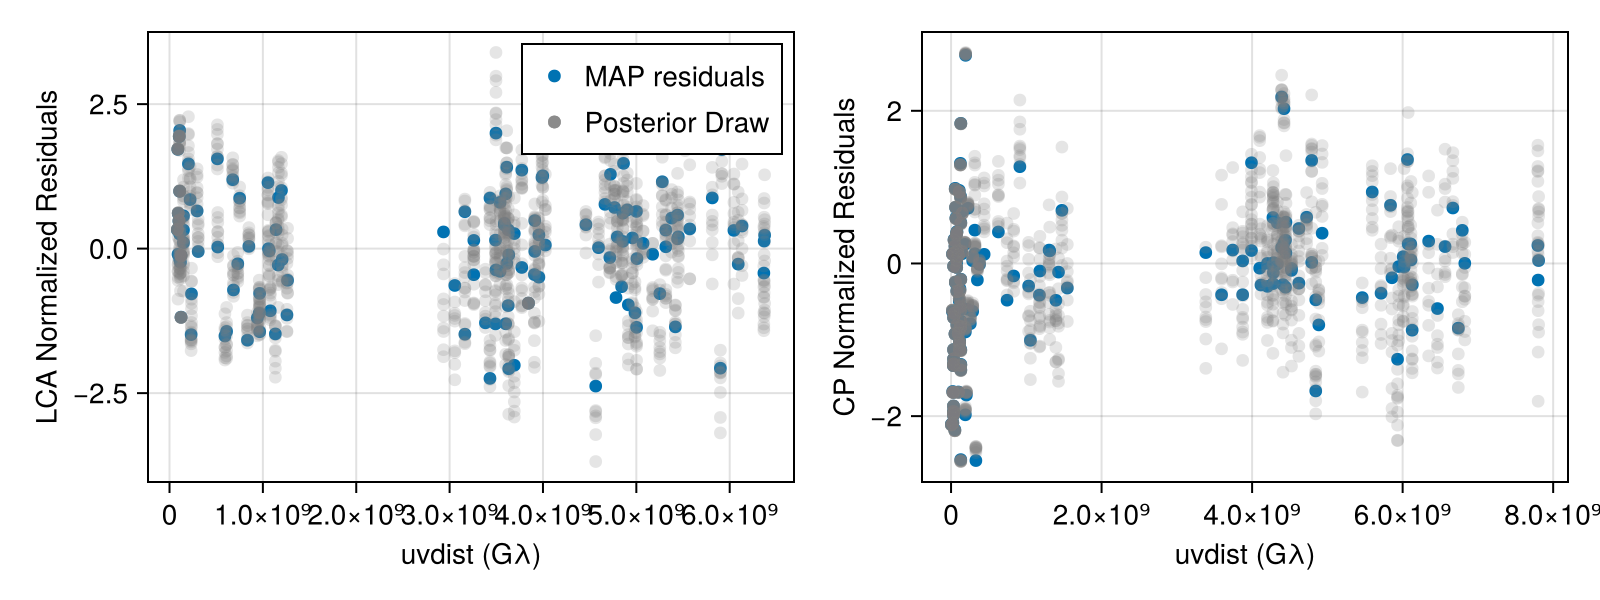 LCA Normalized Residuals
2.5
0.0
−2.5
MAP residuals
Posterior Draw
0 1.0×10⁹ 2.0×10⁹ 3.0×10⁹ 4.0×10⁹ 5.0×10⁹ 6.0×10⁹
uvdist (Gλ)
CP Normalized Residuals
2
0
−2
0 2.0×10⁹ 4.0×10⁹ 6.0×10⁹ 8.0×10⁹
uvdist (Gλ)